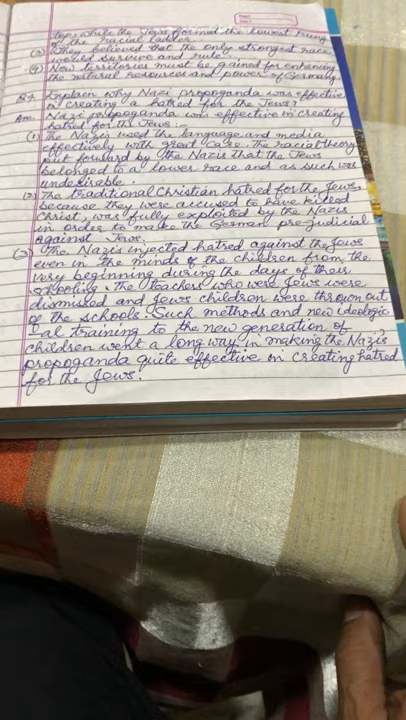 top, while the Jews formed the lowest rung
of the racial ladder.
(3) They believed that the only strongest race
would survive and rule.
(4) New territories must be gained for enhancing
the natural resources and power of Germany.
Explain why Nazi propoganda was effective
in creating a hatred for the Jews?
Ans. Nazi propoganda was effective in creating
hatred for the Jews.
(1) The Nazis used the language and media
effectively with great care. The racial theory
put forward by the Nazis that the Jews
belonged to a lower race and as such was
undesirable.
(2) The traditional Christian hatred for the Jews,
because they were accused to have killed
Christ, was fully exploited by the Nazis
in order to make the German pre-judicial
against Jews.
(3) The Nazis injected hatred against the Jews
even in the minds of the children from the
very beginning during the days of their
schooling. The teachers who were Jews were
dismissed and Jews children were thrown out
of the schools. Such methods and new ideologic
-al training to the new generation of
children went a long way in making the Nazis
propoganda quite effective in creating hatred
for the Jews.